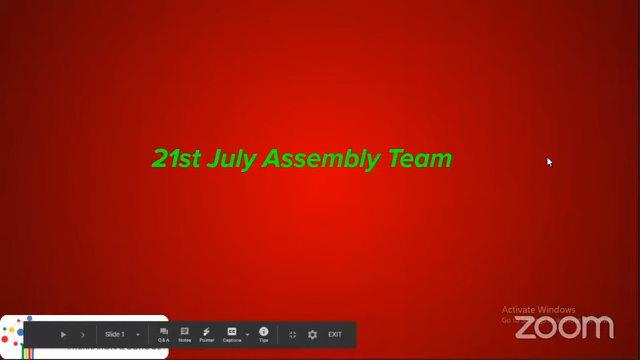 21st July Assembly Team
Activate Windows
zoom
Slide 1
Q&A
Notes
Pointer
Captions
Tips
EXIT